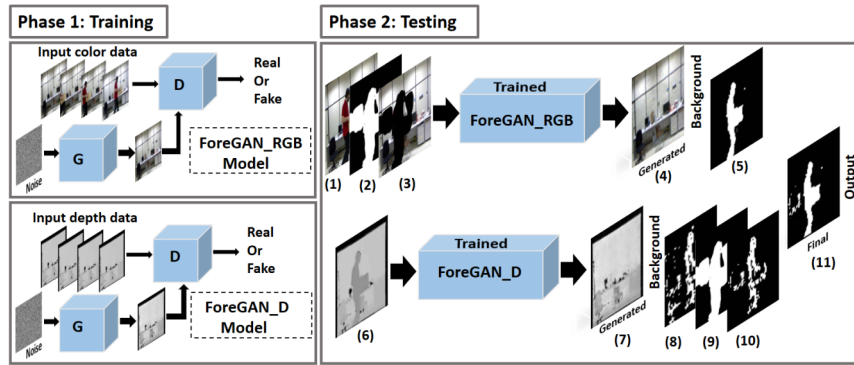 Phase 1: Training
Input color data
D
Real
Or
Fake
G
Noise
ForeGAN_RGB
Model
Input depth data
D
Real
Or
Fake
G
Noise
ForeGAN_D
Model
Phase 2: Testing
Trained
ForeGAN_RGB
Background
Generated
(1)
(2)
(3)
(4)
(5)
Trained
ForeGAN_D
Background
Generated
(6)
(7)
(8)
(9)
(10)
Output
Final
(11)